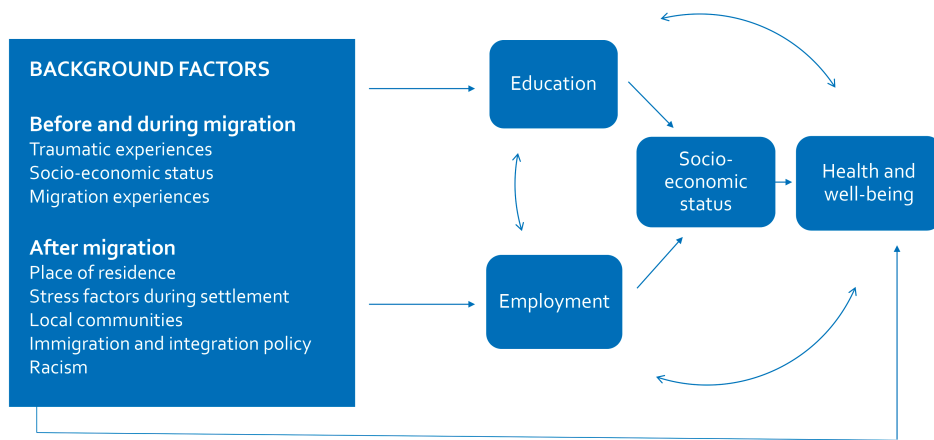 BACKGROUND FACTORS
Before and during migration
Traumatic experiences
Socio-economic status
Migration experiences
After migration
Place of residence
Stress factors during settlement
Local communities
Immigration and integration policy
Racism
Education
Employment
Socio-
economic
status
Health and
well-being